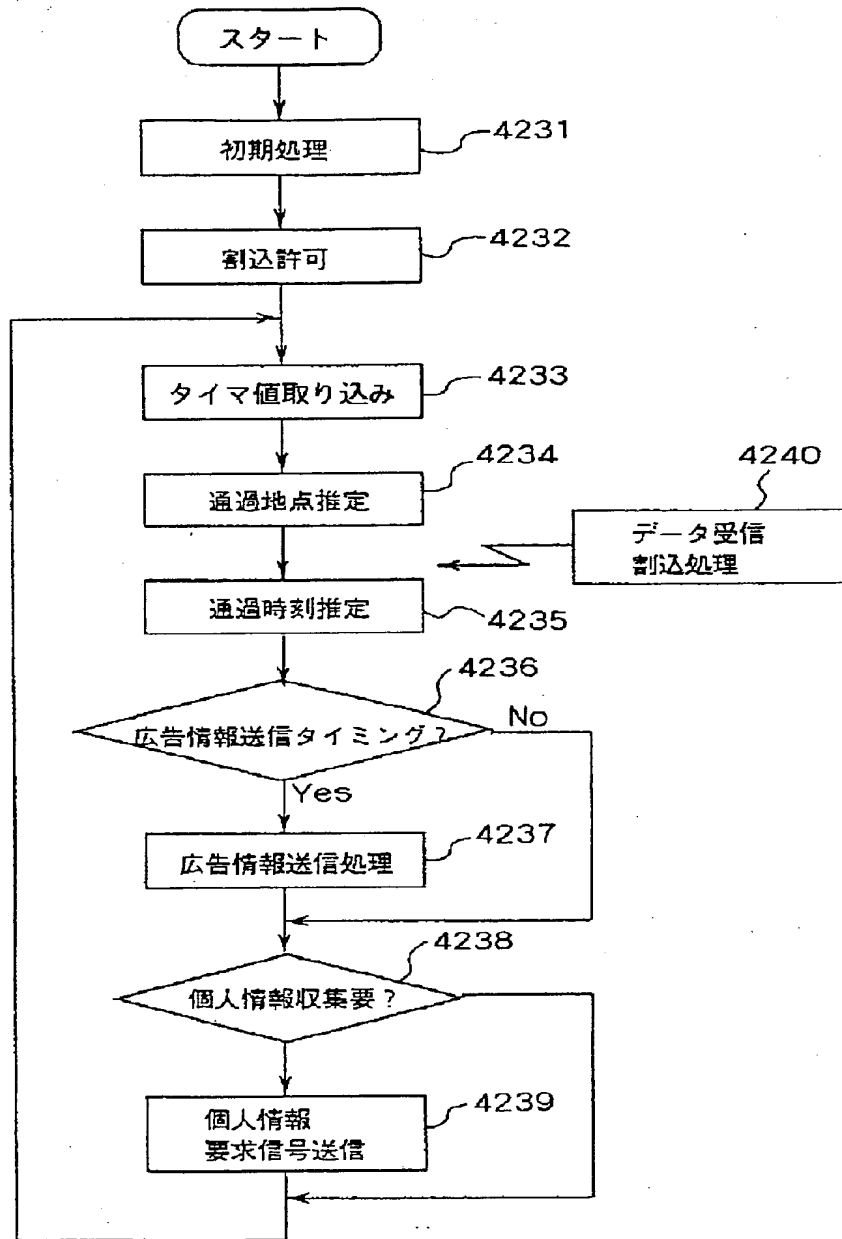 スタート
初期処理
4231
割込許可
4232
タイマ値取り込み
4233
通過地点推定
4234
データ受信
割込処理
4240
通過時刻推定
4235
広告情報送信タイミング?
4236
No
Yes
広告情報送信処理
4237
個人情報収集要?
4238
個人情報
要求信号送信
4239